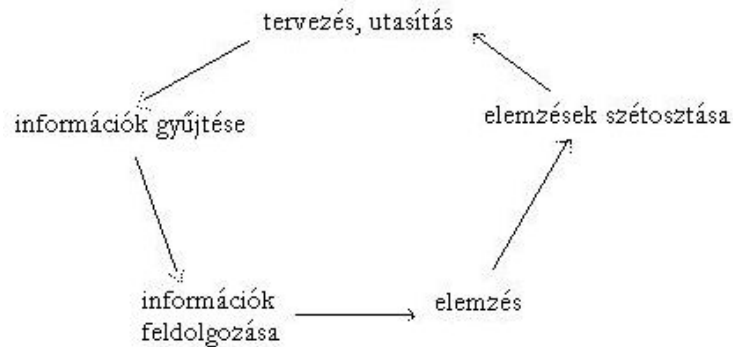 tervezés, utasítás
információk gyűjtése
elemzések szétosztása
információk
feldolgozása
elemzés